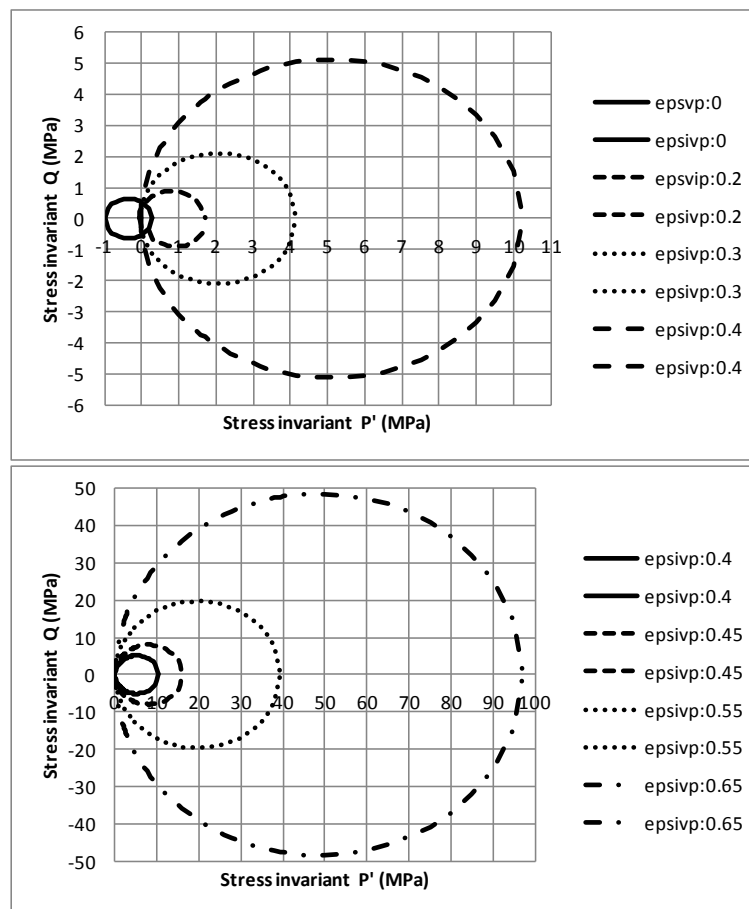 6
5
4
3
2
1
0
-1
-2
-3
-4
-5
-6
-1 0 1 2 3 4 5 6 7 8 9 10 11
Stress invariant Q (MPa)
Stress invariant P' (MPa)
epsvp:0
epsivp:0
epsvip:0.2
epsivp:0.2
epsivp:0.3
epsivp:0.3
epsivp:0.4
epsivp:0.4
50
40
30
20
10
0
-10
-20
-30
-40
-50
0 10 20 30 40 50 60 70 80 90 100
Stress invariant Q (MPa)
Stress invariant P' (MPa)
epsivp:0.4
epsivp:0.4
epsivp:0.45
epsivp:0.45
epsivp:0.55
epsivp:0.55
epsivp:0.65
epsivp:0.65